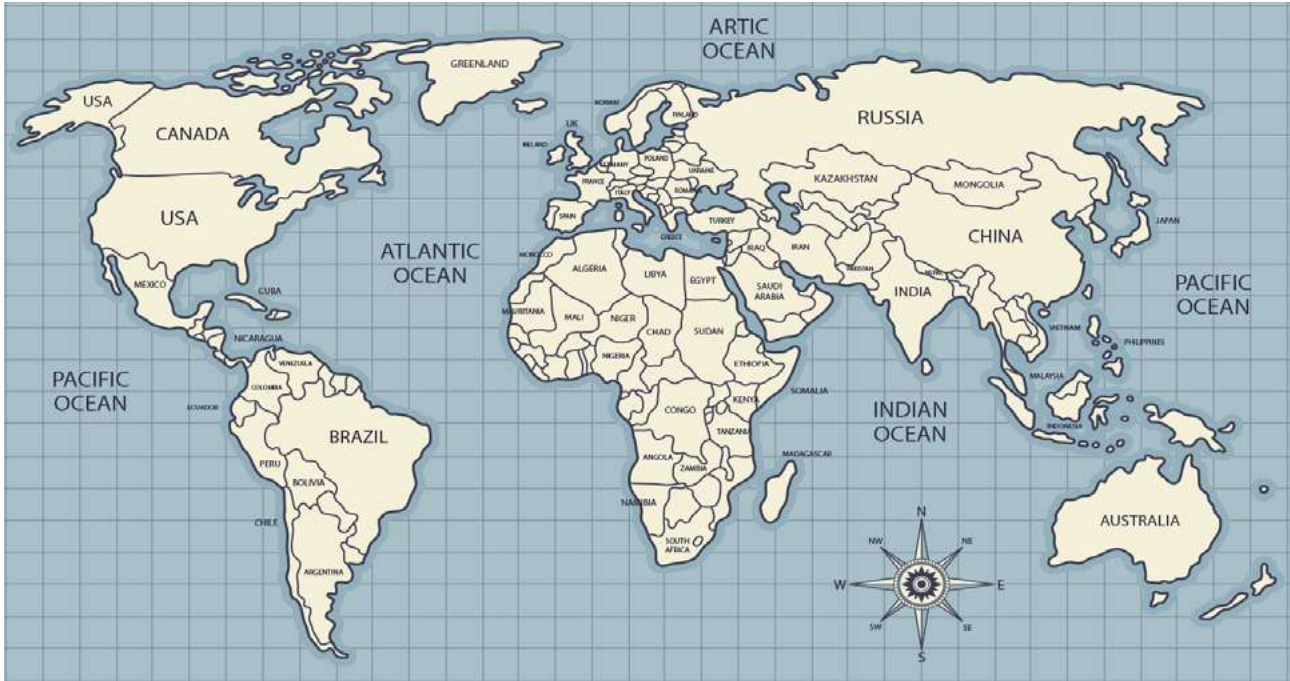 ARTIC
OCEAN
GREENLAND
USA
CANADA
NORWAY
FINLAND
RUSSIA
UK
IRELAND
GERMANY
POLAND
UKRAINE
FRANCE
ITALY
ROMA
KAZAKHSTAN
MONGOLIA
USA
SPAIN
TURKEY
GREECE
CHINA
JAPAN
ATLANTIC
OCEAN
MOROCCO
ALGERIA
LIBYA
EGYPT
IRAQ
IRAN
PAKISTAN
NEPAL
SAUDI
ARABIA
INDIA
PACIFIC
OCEAN
MEXICO
CUBA
MAURITANIA
MALI
NIGER
CHAD
SUDAN
NICARAGUA
VIETNAM
PHILIPPINES
VENEZUELA
NIGERIA
ETHIOPIA
PACIFIC
OCEAN
COLOMBIA
SOMALIA
MALAYSIA
ECUADOR
KENYA
CONGO
INDIAN
OCEAN
INDONESIA
BRAZIL
TANZANIA
PERU
ANGOLA
ZAMBIA
MADAGASCAR
BOLIVIA
NAMIBIA
CHILE
AUSTRALIA
SOUTH
AFRICA
ARGENTINA
N
NW
NE
W
E
SW
SE
S